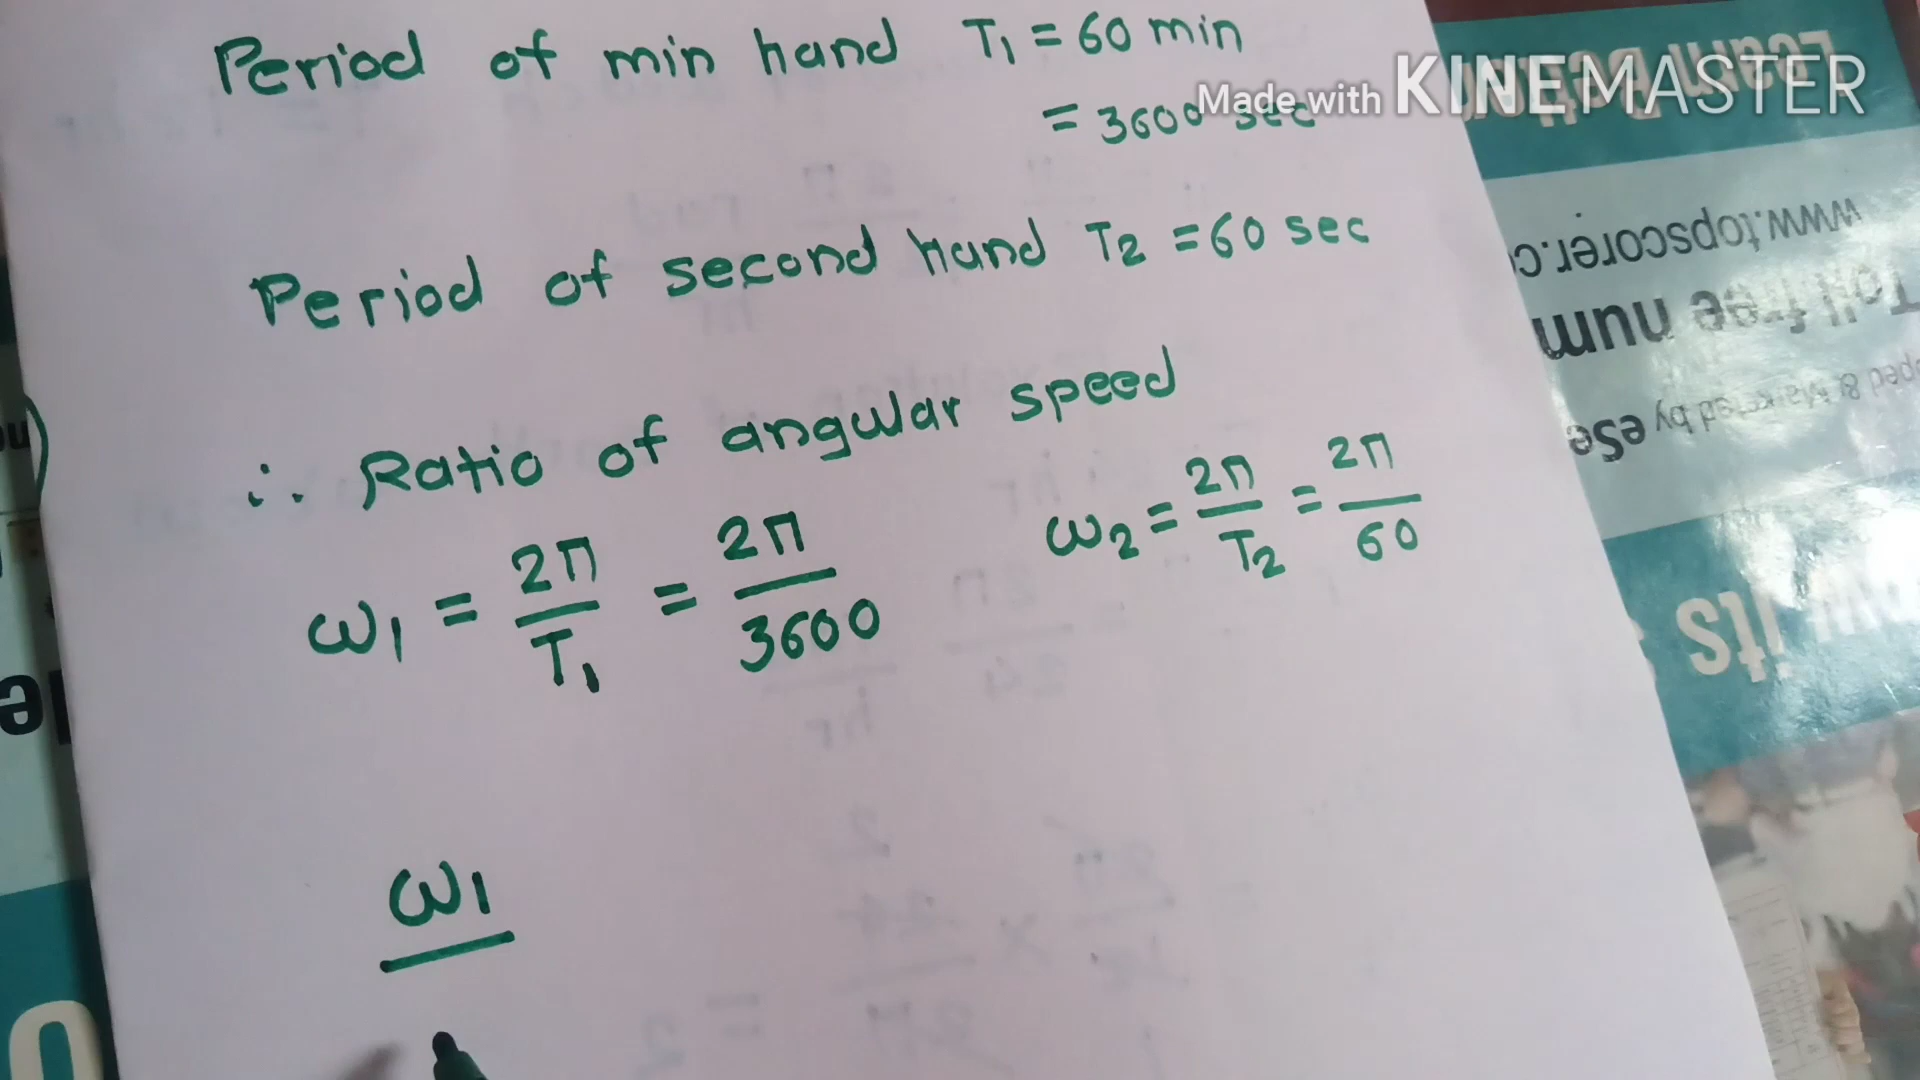 Period of min hand T1 = 60 min
= 3600 sec
Made with KINEMASTER
Period of second hand T2 = 60 sec
∴ Ratio of angular speed
ω1 = 2π/T1 = 2π/3600
ω2 = 2π/T2 = 2π/60
ω1
www.topscorer.c
Toll free num
its